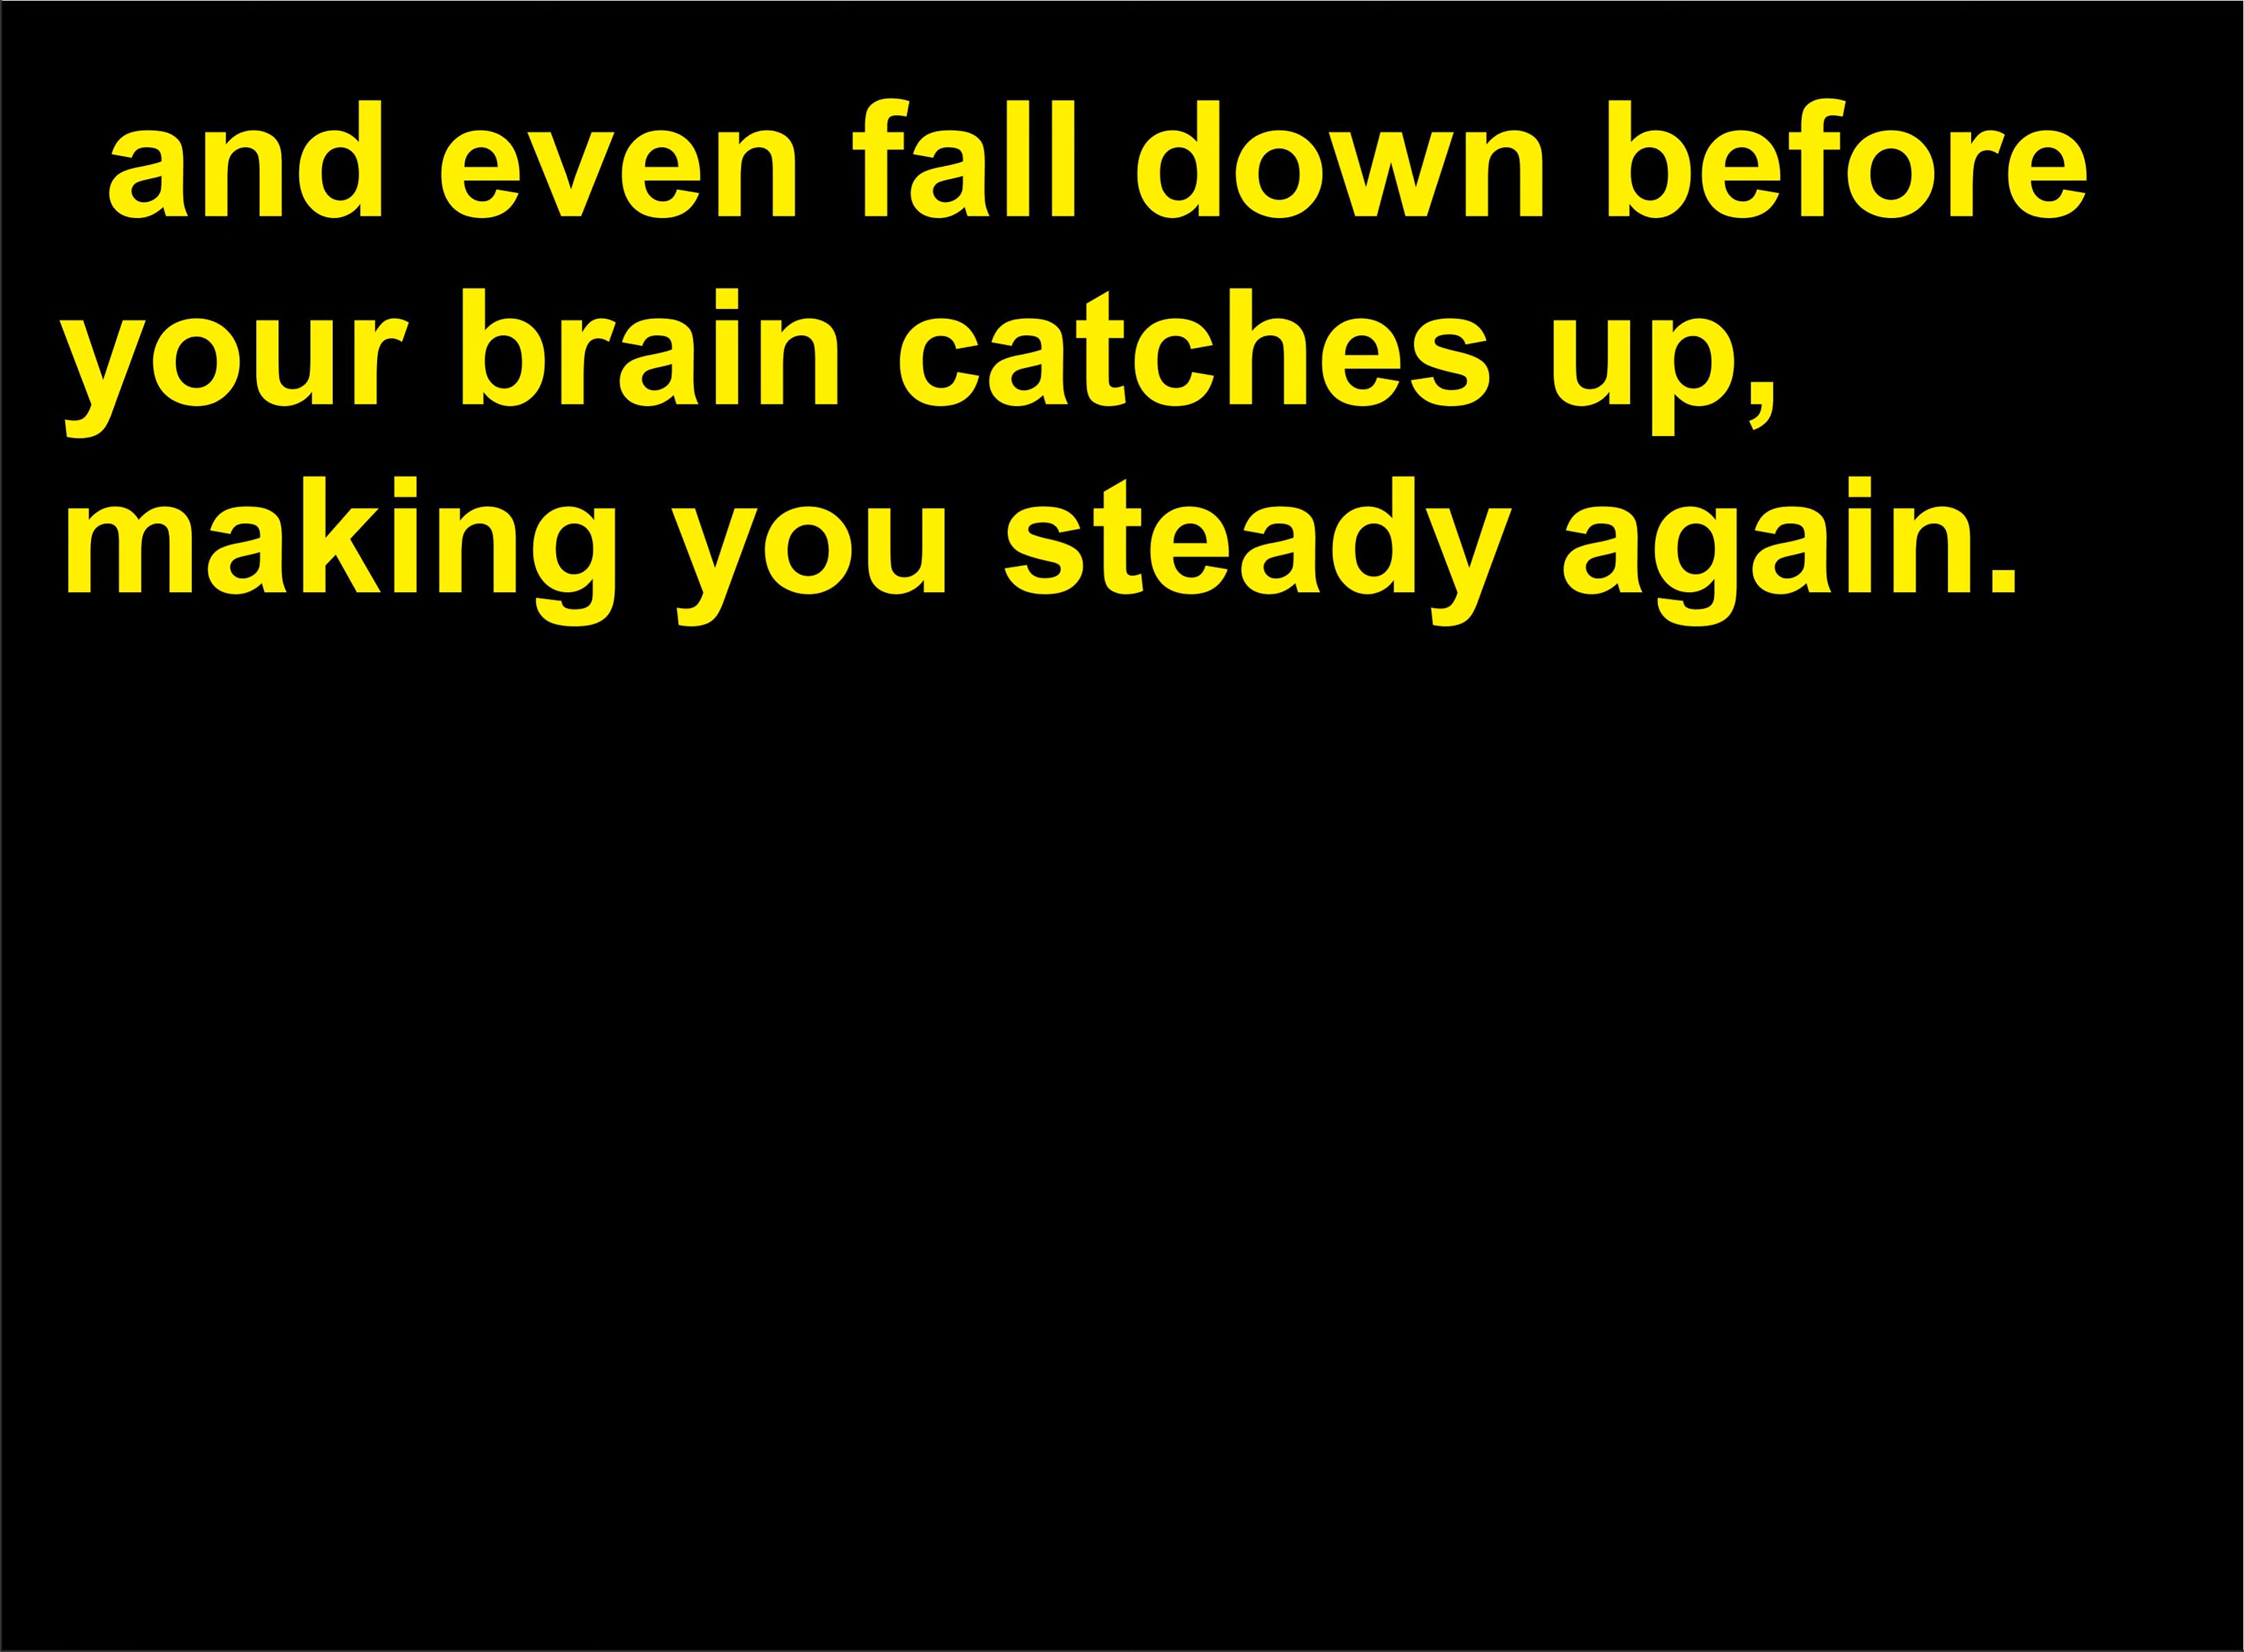 and even fall down before
your brain catches up,
making you steady again.